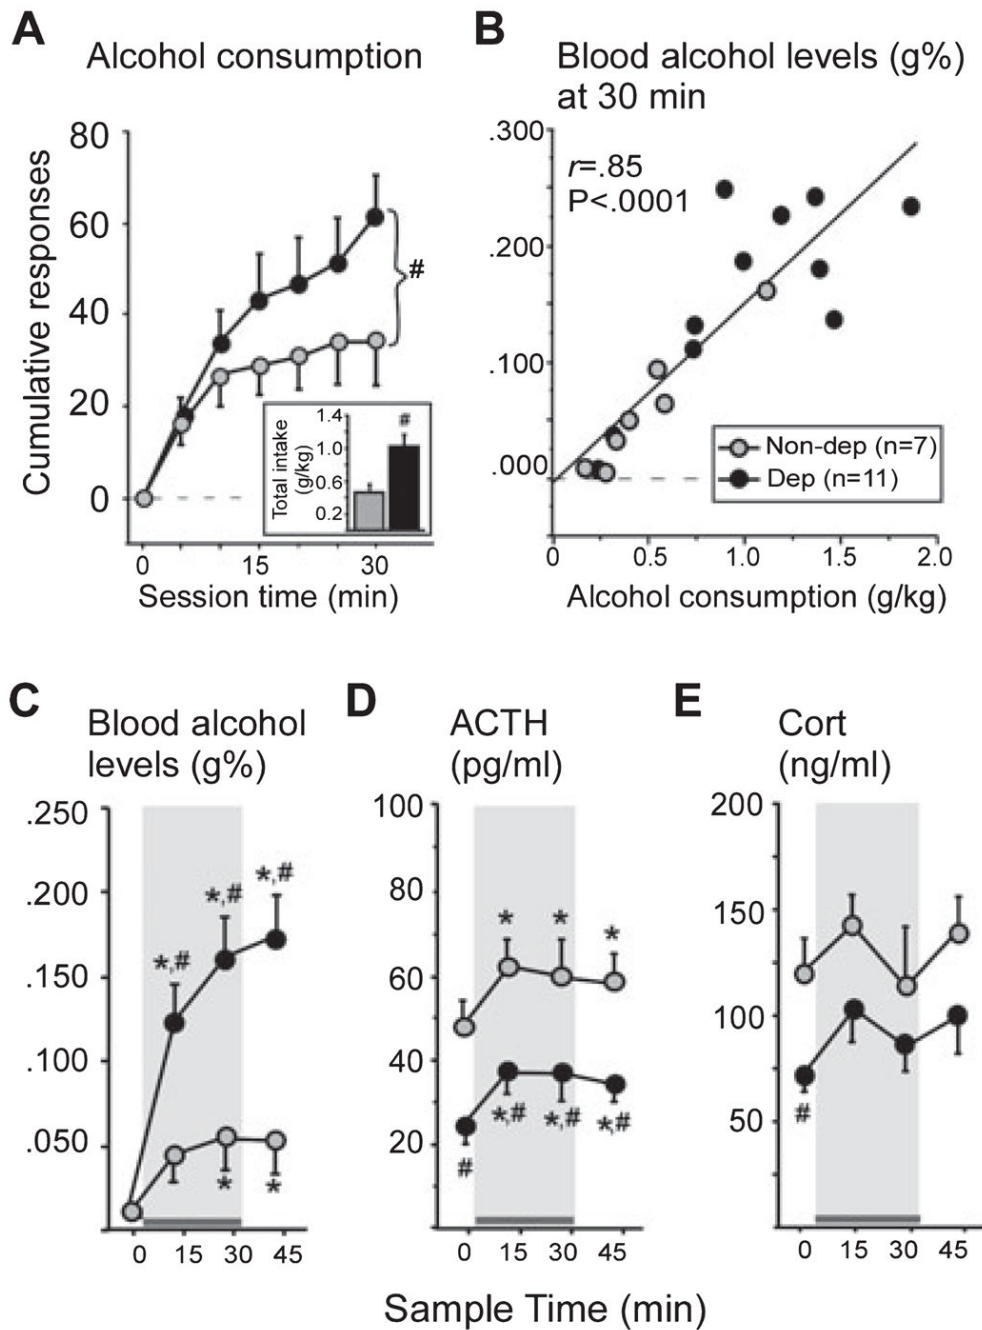 A
Alcohol consumption
Cumulative responses
80
60
40
20
0
#
Total intake
(g/kg)
1.4
1.0
0.6
0.2
#
0
15
30
Session time (min)
B
Blood alcohol levels (g%)
at 30 min
.300
.200
.100
.000
r=.85
P<.0001
Non-dep (n=7)
Dep (n=11)
0
0.5
1.0
1.5
2.0
Alcohol consumption (g/kg)
C
Blood alcohol
levels (g%)
.250
.200
.150
.100
.050
*,#
*,#
*,#
*
*
0
15
30
45
D
ACTH
(pg/ml)
100
80
60
40
20
*
*
*
*,#
*,#
*,#
#
0
15
30
45
E
Cort
(ng/ml)
200
150
100
50
#
0
15
30
45
Sample Time (min)